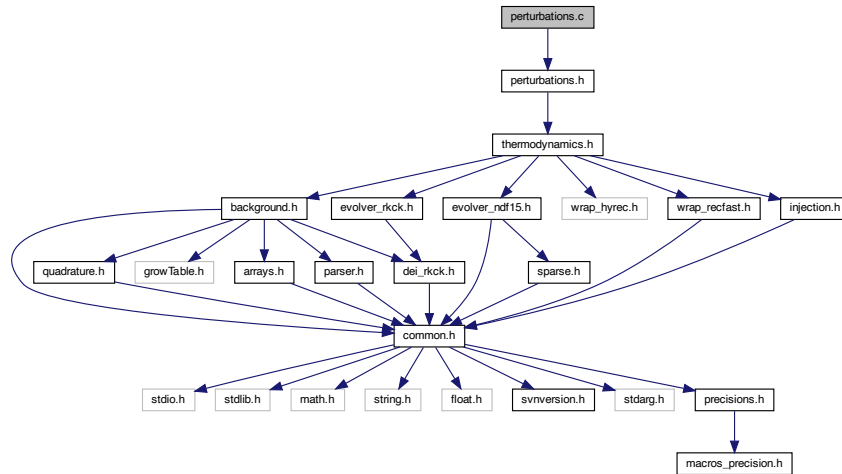 perturbations.c
perturbations.h
thermodynamics.h
background.h
evolver_rkck.h
evolver_ndf15.h
wrap_hyrec.h
wrap_recfast.h
injection.h
quadrature.h
growTable.h
arrays.h
parser.h
dei_rkck.h
sparse.h
common.h
stdio.h
stdlib.h
math.h
string.h
float.h
svnversion.h
stdarg.h
precisions.h
macros_precision.h